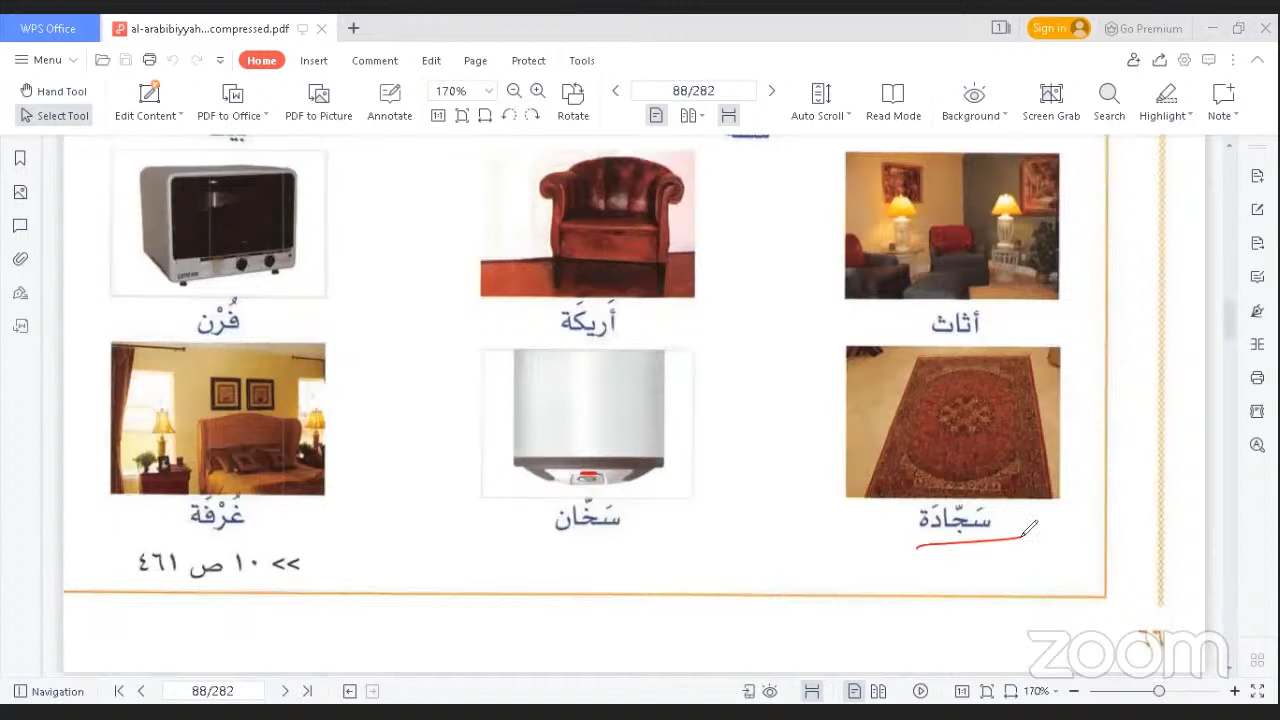 WPS Office
al-arabibiyyah...compressed.pdf
Sign in
Go Premium
Menu
Home
Insert
Comment
Edit
Page
Protect
Tools
Hand Tool
Select Tool
Edit Content
PDF to Office
PDF to Picture
Annotate
170%
Rotate
88/282
Auto Scroll
Read Mode
Background
Screen Grab
Search
Highlight
Note
أثاث
أَريكَة
فُرْن
سَجّادَة
سَخّان
غُرْفَة
>> ١٠ ص ٤٦١
zoom
Navigation
88/282
170%